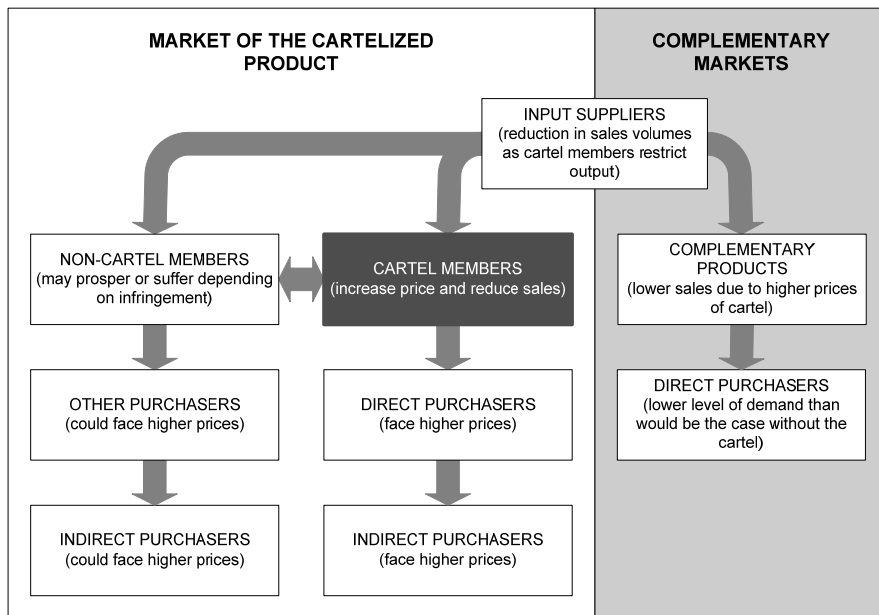 MARKET OF THE CARTELIZED
PRODUCT
COMPLEMENTARY
MARKETS
INPUT SUPPLIERS
(reduction in sales volumes
as cartel members restrict
output)
NON-CARTEL MEMBERS
(may prosper or suffer depending
on infringement)
CARTEL MEMBERS
(increase price and reduce sales)
COMPLEMENTARY
PRODUCTS
(lower sales due to higher prices
of cartel)
OTHER PURCHASERS
(could face higher prices)
DIRECT PURCHASERS
(face higher prices)
DIRECT PURCHASERS
(lower level of demand than
would be the case without the
cartel)
INDIRECT PURCHASERS
(could face higher prices)
INDIRECT PURCHASERS
(face higher prices)